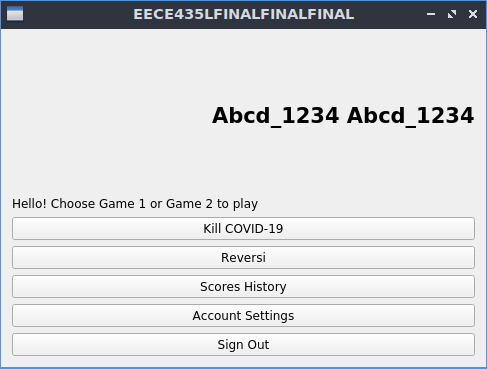 EECE435LFINALFINALFINAL
Abcd_1234 Abcd_1234
Hello! Choose Game 1 or Game 2 to play
Kill COVID-19
Reversi
Scores History
Account Settings
Sign Out